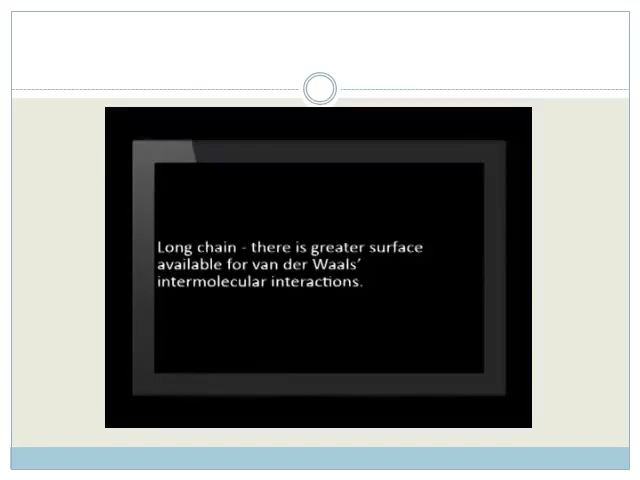 Long chain - there is greater surface
available for van der Waals’
intermolecular interactions.